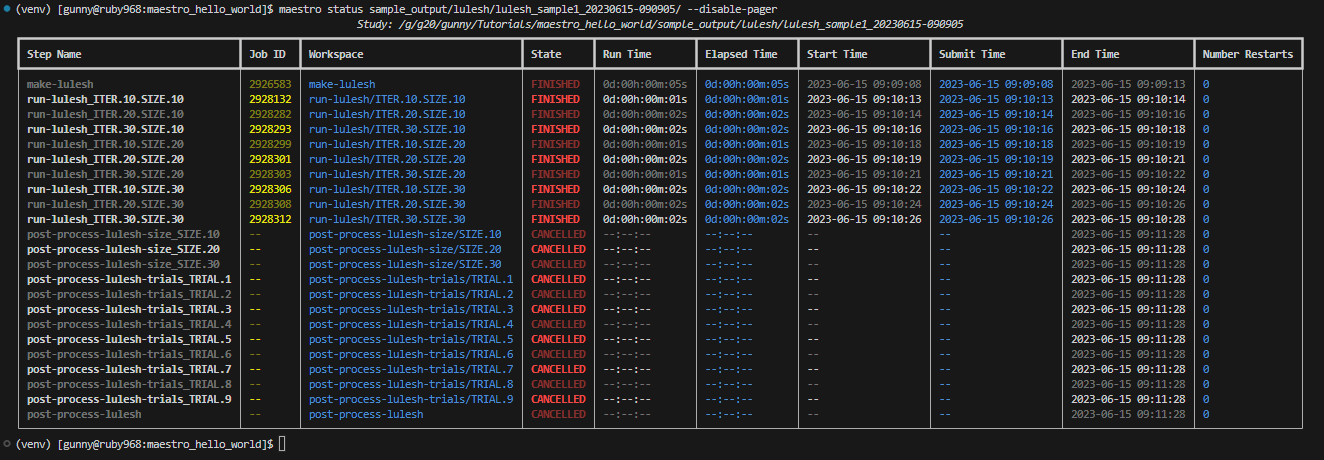 (venv) [gunny@ruby968:maestro_hello_world]$ maestro status sample_output/lulesh/lulesh_sample1_20230615-090905/ --disable-pager
Study: /g/g20/gunny/Tutorials/maestro_hello_world/sample_output/lulesh/lulesh_sample1_20230615-090905
Step Name Job ID Workspace State Run Time Elapsed Time Start Time Submit Time End Time Number Restarts
make-lulesh 2926583 make-lulesh FINISHED 0d:00h:00m:05s 0d:00h:00m:05s 2023-06-15 09:09:08 2023-06-15 09:09:08 2023-06-15 09:09:13 0
run-lulesh_ITER.10.SIZE.10 2928132 run-lulesh/ITER.10.SIZE.10 FINISHED 0d:00h:00m:01s 0d:00h:00m:01s 2023-06-15 09:10:13 2023-06-15 09:10:13 2023-06-15 09:10:14 0
run-lulesh_ITER.20.SIZE.10 2928282 run-lulesh/ITER.20.SIZE.10 FINISHED 0d:00h:00m:02s 0d:00h:00m:02s 2023-06-15 09:10:14 2023-06-15 09:10:14 2023-06-15 09:10:16 0
run-lulesh_ITER.30.SIZE.10 2928293 run-lulesh/ITER.30.SIZE.10 FINISHED 0d:00h:00m:02s 0d:00h:00m:02s 2023-06-15 09:10:16 2023-06-15 09:10:16 2023-06-15 09:10:18 0
run-lulesh_ITER.10.SIZE.20 2928299 run-lulesh/ITER.10.SIZE.20 FINISHED 0d:00h:00m:01s 0d:00h:00m:01s 2023-06-15 09:10:18 2023-06-15 09:10:18 2023-06-15 09:10:19 0
run-lulesh_ITER.20.SIZE.20 2928301 run-lulesh/ITER.20.SIZE.20 FINISHED 0d:00h:00m:02s 0d:00h:00m:02s 2023-06-15 09:10:19 2023-06-15 09:10:19 2023-06-15 09:10:21 0
run-lulesh_ITER.30.SIZE.20 2928303 run-lulesh/ITER.30.SIZE.20 FINISHED 0d:00h:00m:01s 0d:00h:00m:01s 2023-06-15 09:10:21 2023-06-15 09:10:21 2023-06-15 09:10:22 0
run-lulesh_ITER.10.SIZE.30 2928306 run-lulesh/ITER.10.SIZE.30 FINISHED 0d:00h:00m:02s 0d:00h:00m:02s 2023-06-15 09:10:22 2023-06-15 09:10:22 2023-06-15 09:10:24 0
run-lulesh_ITER.20.SIZE.30 2928308 run-lulesh/ITER.20.SIZE.30 FINISHED 0d:00h:00m:02s 0d:00h:00m:02s 2023-06-15 09:10:24 2023-06-15 09:10:24 2023-06-15 09:10:26 0
run-lulesh_ITER.30.SIZE.30 2928312 run-lulesh/ITER.30.SIZE.30 FINISHED 0d:00h:00m:02s 0d:00h:00m:02s 2023-06-15 09:10:26 2023-06-15 09:10:26 2023-06-15 09:10:28 0
post-process-lulesh-size_SIZE.10 -- post-process-lulesh-size/SIZE.10 CANCELLED --:--:-- --:--:-- -- -- 2023-06-15 09:11:28 0
post-process-lulesh-size_SIZE.20 -- post-process-lulesh-size/SIZE.20 CANCELLED --:--:-- --:--:-- -- -- 2023-06-15 09:11:28 0
post-process-lulesh-size_SIZE.30 -- post-process-lulesh-size/SIZE.30 CANCELLED --:--:-- --:--:-- -- -- 2023-06-15 09:11:28 0
post-process-lulesh-trials_TRIAL.1 -- post-process-lulesh-trials/TRIAL.1 CANCELLED --:--:-- --:--:-- -- -- 2023-06-15 09:11:28 0
post-process-lulesh-trials_TRIAL.2 -- post-process-lulesh-trials/TRIAL.2 CANCELLED --:--:-- --:--:-- -- -- 2023-06-15 09:11:28 0
post-process-lulesh-trials_TRIAL.3 -- post-process-lulesh-trials/TRIAL.3 CANCELLED --:--:-- --:--:-- -- -- 2023-06-15 09:11:28 0
post-process-lulesh-trials_TRIAL.4 -- post-process-lulesh-trials/TRIAL.4 CANCELLED --:--:-- --:--:-- -- -- 2023-06-15 09:11:28 0
post-process-lulesh-trials_TRIAL.5 -- post-process-lulesh-trials/TRIAL.5 CANCELLED --:--:-- --:--:-- -- -- 2023-06-15 09:11:28 0
post-process-lulesh-trials_TRIAL.6 -- post-process-lulesh-trials/TRIAL.6 CANCELLED --:--:-- --:--:-- -- -- 2023-06-15 09:11:28 0
post-process-lulesh-trials_TRIAL.7 -- post-process-lulesh-trials/TRIAL.7 CANCELLED --:--:-- --:--:-- -- -- 2023-06-15 09:11:28 0
post-process-lulesh-trials_TRIAL.8 -- post-process-lulesh-trials/TRIAL.8 CANCELLED --:--:-- --:--:-- -- -- 2023-06-15 09:11:28 0
post-process-lulesh-trials_TRIAL.9 -- post-process-lulesh-trials/TRIAL.9 CANCELLED --:--:-- --:--:-- -- -- 2023-06-15 09:11:28 0
post-process-lulesh -- post-process-lulesh CANCELLED --:--:-- --:--:-- -- -- 2023-06-15 09:11:28 0
(venv) [gunny@ruby968:maestro_hello_world]$